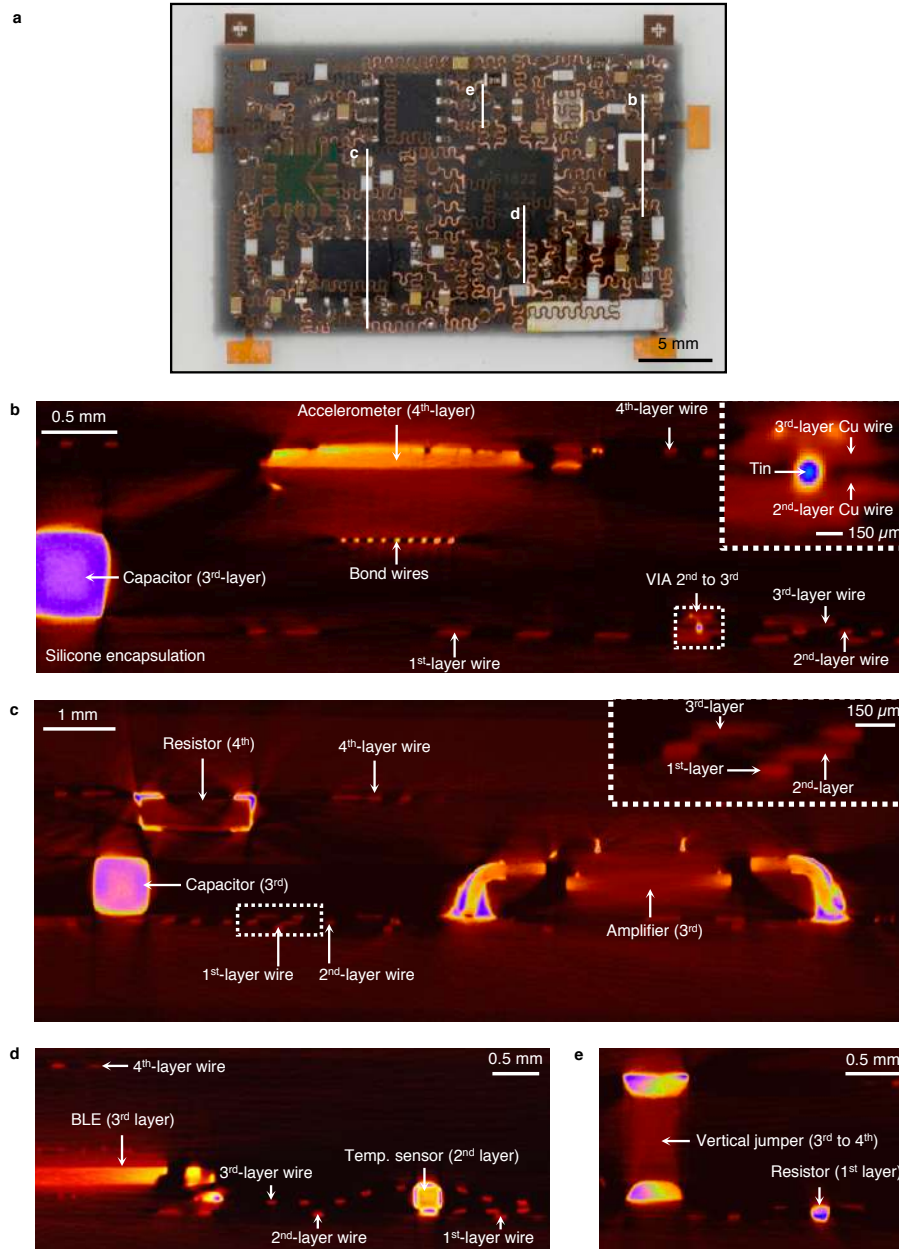 a
e
b
c
d
5 mm
b
0.5 mm
Accelerometer (4th-layer)
4th-layer wire
3rd-layer Cu wire
Tin
2nd-layer Cu wire
150 µm
Capacitor (3rd-layer)
Bond wires
VIA 2nd to 3rd
3rd-layer wire
Silicone encapsulation
1st-layer wire
2nd-layer wire
c
1 mm
Resistor (4th)
4th-layer wire
3rd-layer
150 µm
1st-layer
2nd-layer
Capacitor (3rd)
Amplifier (3rd)
1st-layer wire
2nd-layer wire
d
0.5 mm
4th-layer wire
BLE (3rd layer)
3rd-layer wire
Temp. sensor (2nd layer)
2nd-layer wire
1st-layer wire
e
0.5 mm
Vertical jumper (3rd to 4th)
Resistor (1st layer)